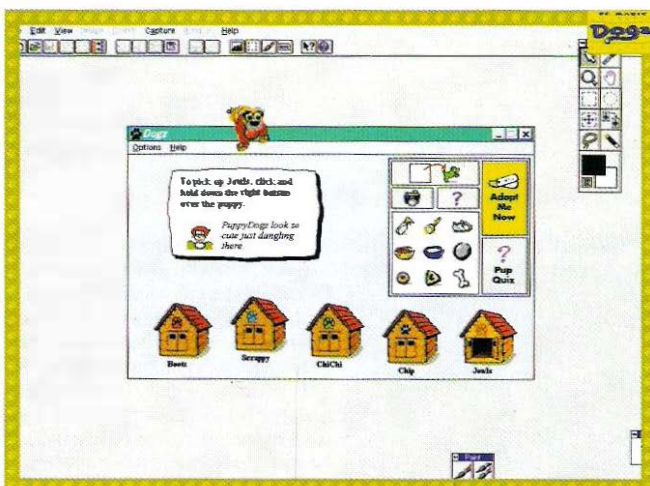 Dogz
Edit View Capture Help
Dogz
Options Help
To pick up Jowls, click and
hold down the right button
over the puppy.
PuppyDogz look so
cute just dangling
there
?
Adopt
Me
Now
?
Pup
Quiz
Boots
Scrappy
ChiChi
Chip
Jowls
Paint